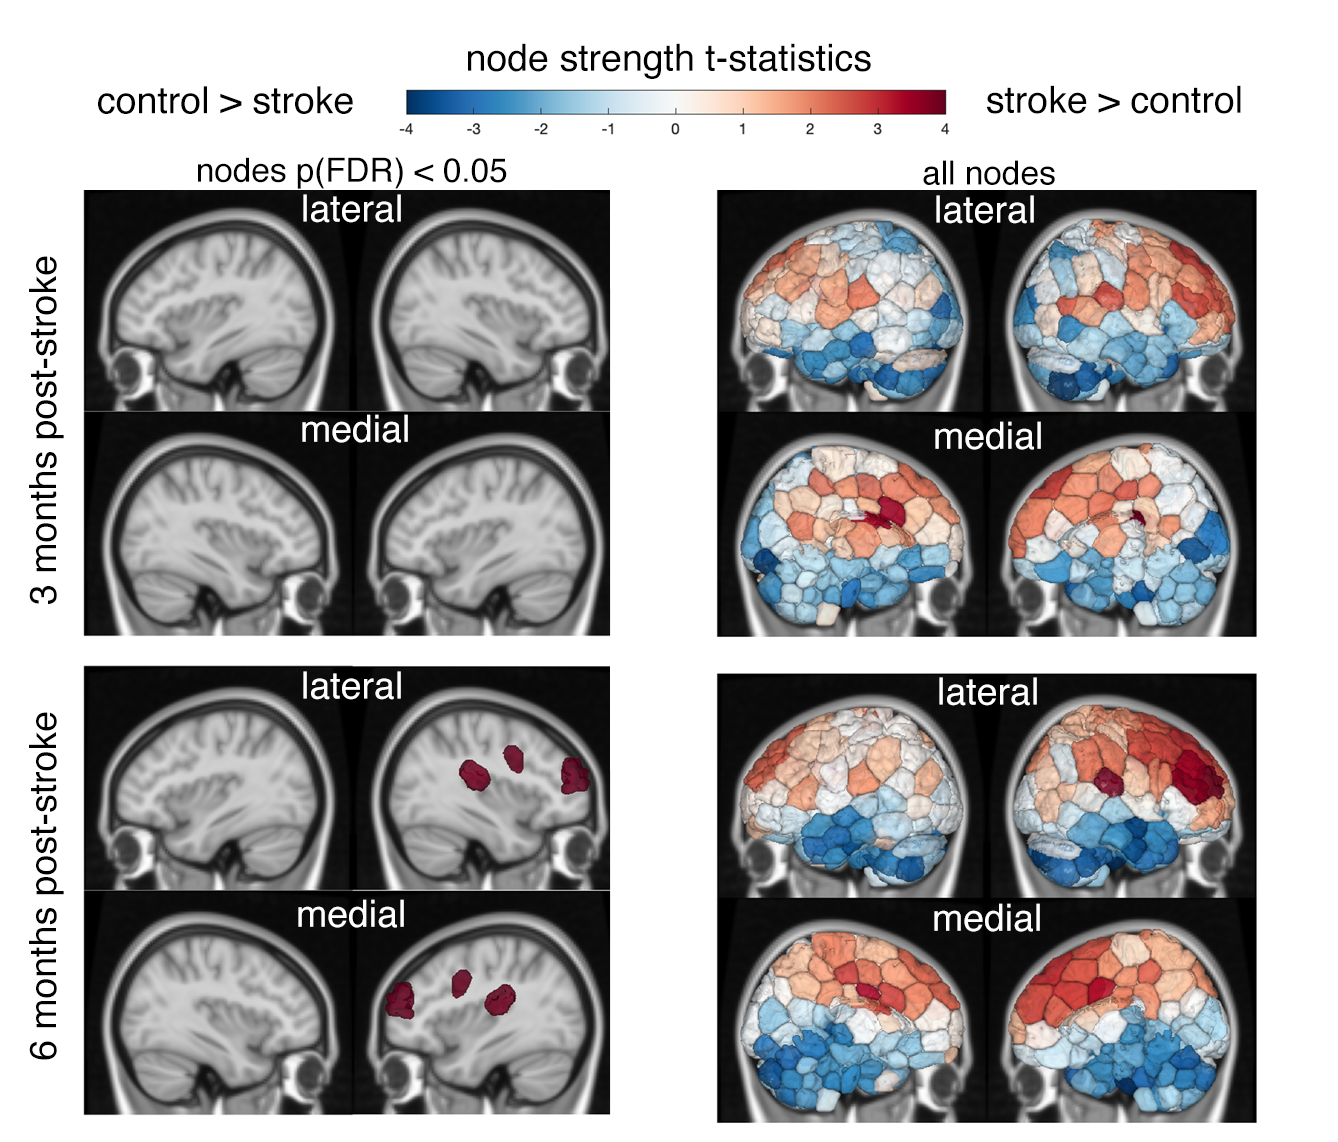 node strength t-statistics
control > stroke
stroke > control
-4 -3 -2 -1 0 1 2 3 4
nodes p(FDR) < 0.05
all nodes
3 months post-stroke
lateral
lateral
medial
medial
6 months post-stroke
lateral
lateral
medial
medial